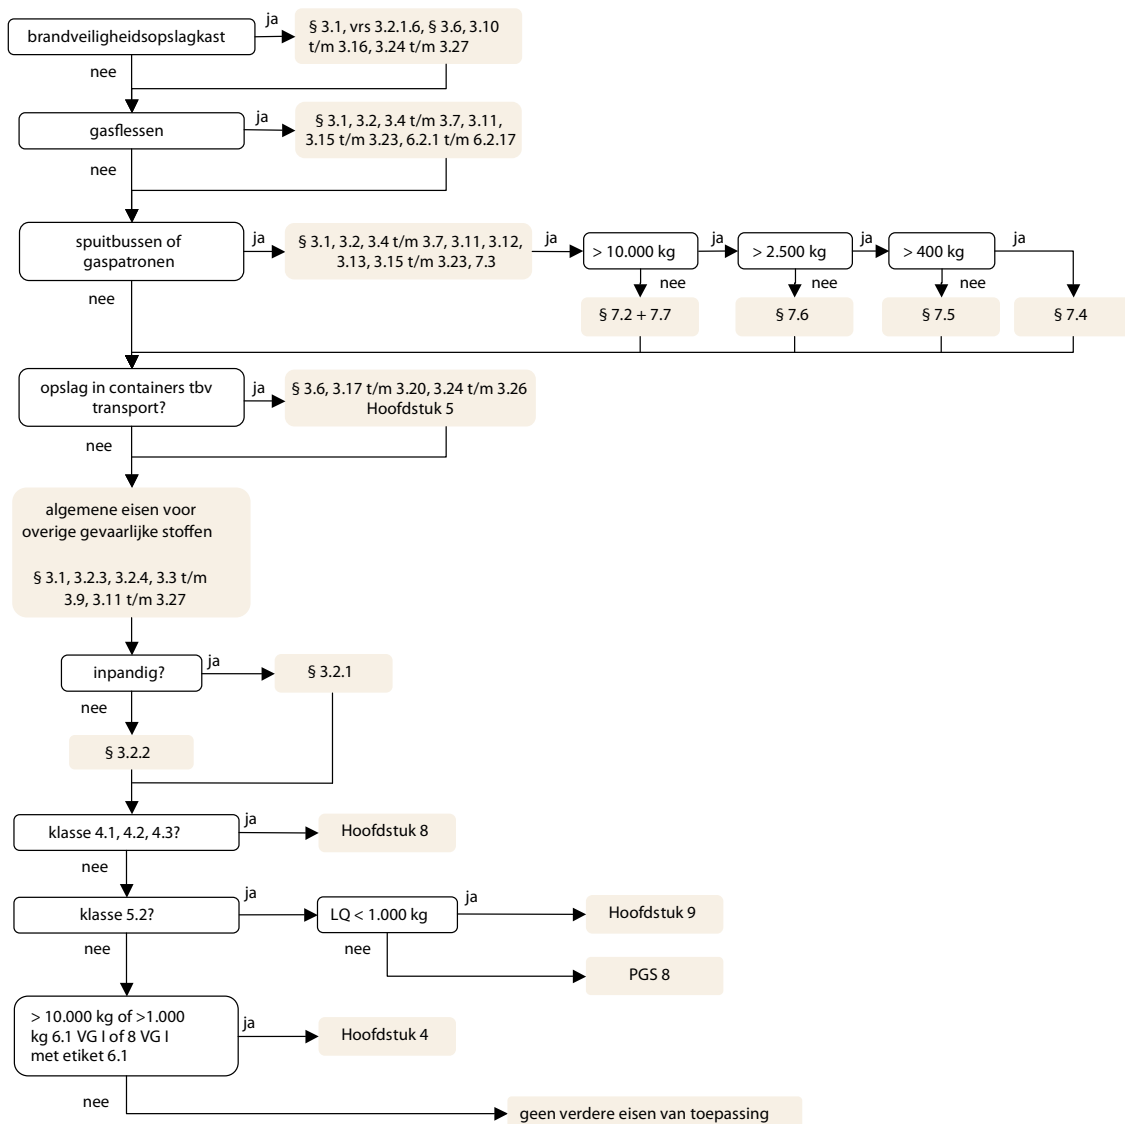 brandveiligheidsopslagkast
ja
§ 3.1, vrs 3.2.1.6, § 3.6, 3.10
t/m 3.16, 3.24 t/m 3.27
nee
gasflessen
ja
§ 3.1, 3.2, 3.4 t/m 3.7, 3.11,
3.15 t/m 3.23, 6.2.1 t/m 6.2.17
nee
spuitbussen of
gaspatronen
ja
§ 3.1, 3.2, 3.4 t/m 3.7, 3.11, 3.12,
3.13, 3.15 t/m 3.23, 7.3
ja
> 10.000 kg
ja
> 2.500 kg
ja
> 400 kg
ja
nee
nee
nee
nee
§ 7.2 + 7.7
§ 7.6
§ 7.5
§ 7.4
opslag in containers tbv
transport?
ja
§ 3.6, 3.17 t/m 3.20, 3.24 t/m 3.26
Hoofdstuk 5
nee
algemene eisen voor
overige gevaarlijke stoffen
§ 3.1, 3.2.3, 3.2.4, 3.3 t/m
3.9, 3.11 t/m 3.27
inpandig?
ja
§ 3.2.1
nee
§ 3.2.2
klasse 4.1, 4.2, 4.3?
ja
Hoofdstuk 8
nee
klasse 5.2?
ja
LQ < 1.000 kg
ja
Hoofdstuk 9
nee
nee
PGS 8
> 10.000 kg of >1.000
kg 6.1 VG I of 8 VG I
met etiket 6.1
ja
Hoofdstuk 4
nee
geen verdere eisen van toepassing